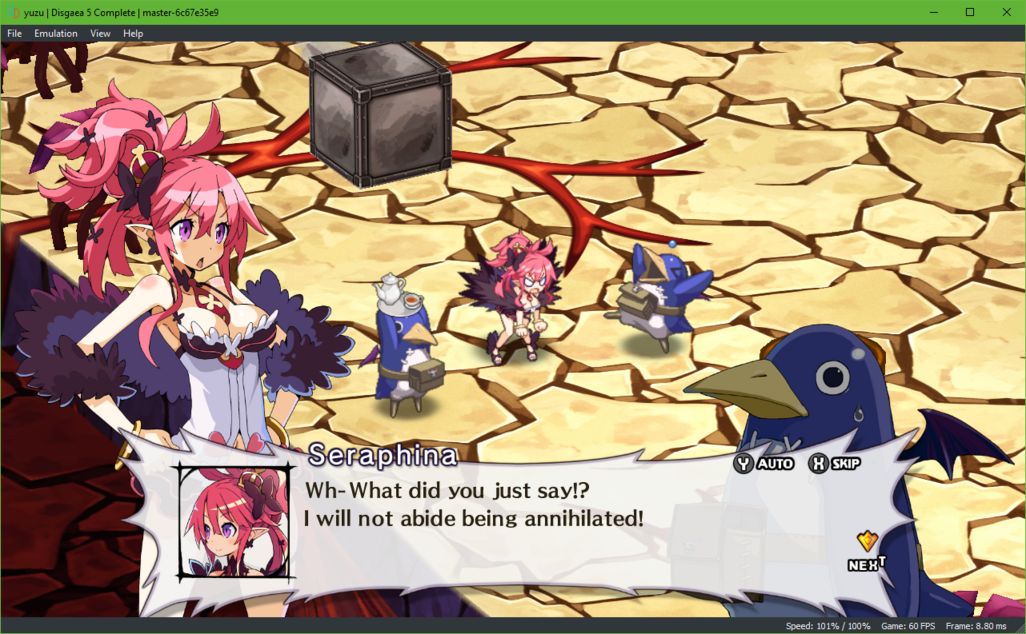 yuzu | Disgaea 5 Complete | master-6c67e35e9
File Emulation View Help
Seraphina
Y AUTO X SKIP
Wh-What did you just say!?
I will not abide being annihilated!
NEXT
Speed: 101% / 100% Game: 60 FPS Frame: 8.80 ms